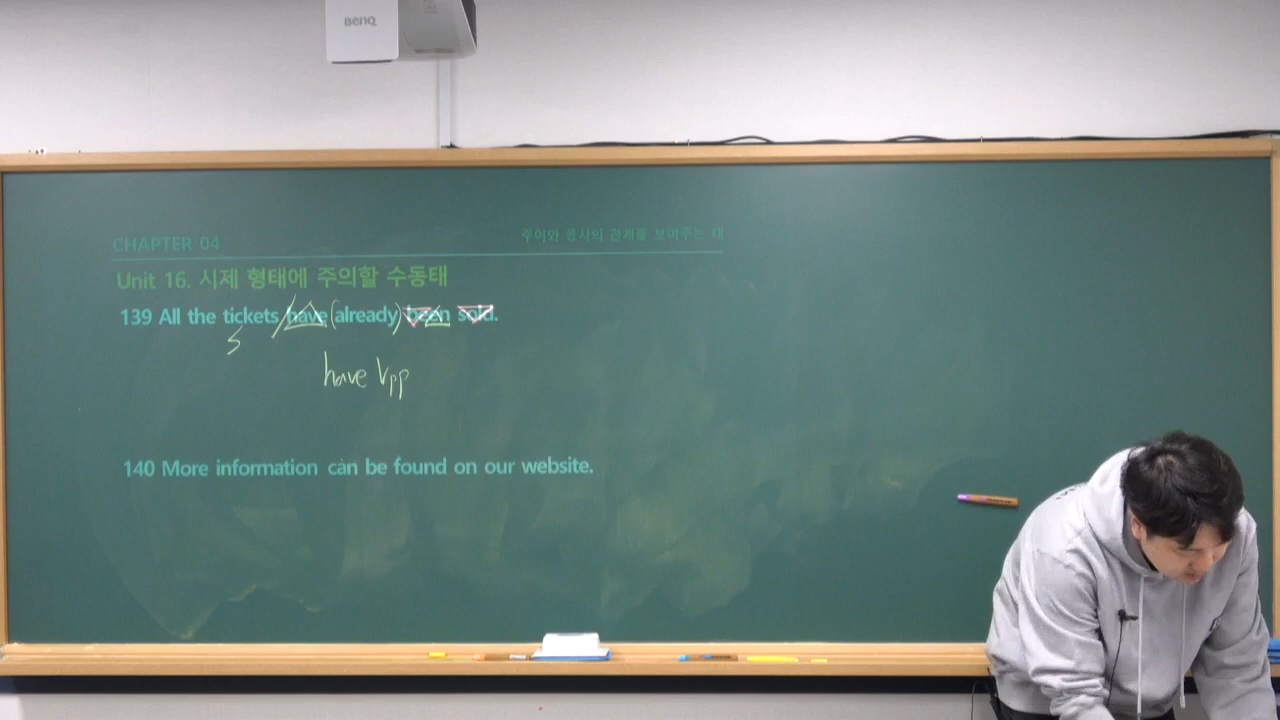 BenQ
CHAPTER 04
주어와 동사의 관계를 보여주는 태
Unit 16. 시제 형태에 주의할 수동태
139 All the tickets have (already) been sold.
S
have Vpp
140 More information can be found on our website.